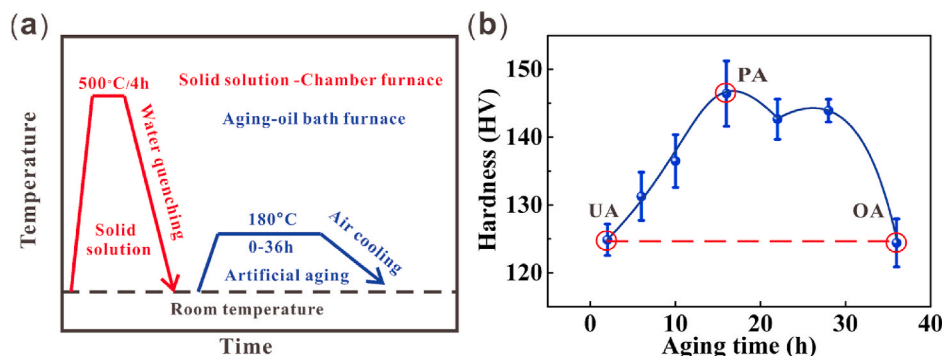 (a)
500°C/4h
Solid solution -Chamber furnace
Aging-oil bath furnace
Water quenching
Solid
solution
180°C
0-36h
Artificial aging
Air cooling
Room temperature
Temperature
Time
(b)
150
140
130
120
Hardness (HV)
PA
UA
OA
0
10
20
30
40
Aging time (h)